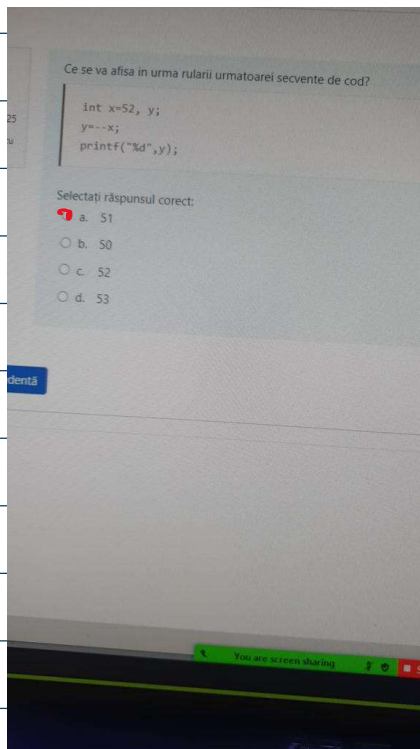 Ce se va afisa in urma rularii urmatoarei secvente de cod?
int x=52, y;
y=--x;
printf("%d",y);
25
Selectați răspunsul corect:
a. 51
b. 50
c. 52
d. 53
dentă
You are screen sharing